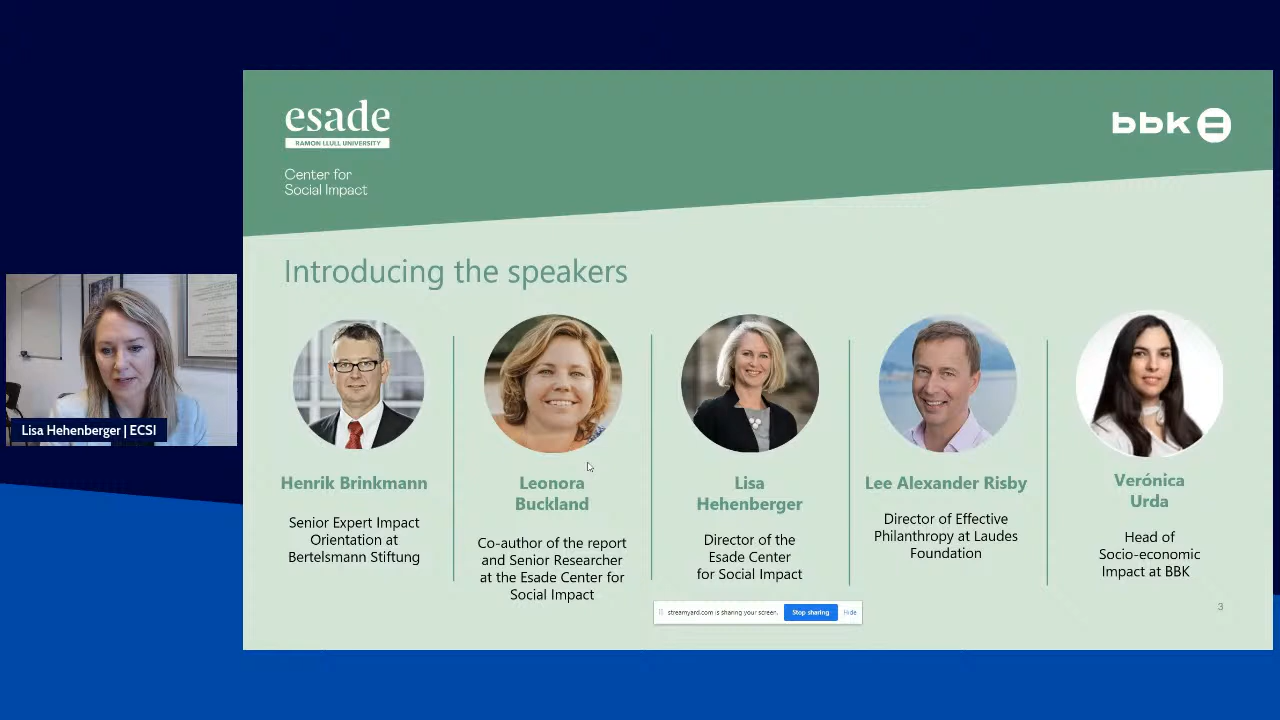 esade
RAMON LLULL UNIVERSITY
Center for
Social Impact
bbk
Introducing the speakers
Lisa Hehenberger | ECSI
Henrik Brinkmann
Senior Expert Impact
Orientation at
Bertelsmann Stiftung
Leonora
Buckland
Co-author of the report
and Senior Researcher
at the Esade Center for
Social Impact
Lisa
Hehenberger
Director of the
Esade Center
for Social Impact
Lee Alexander Risby
Director of Effective
Philanthropy at Laudes
Foundation
Verónica
Urda
Head of
Socio-economic
Impact at BBK
streamyard.com is sharing your screen. Stop sharing Hide
3